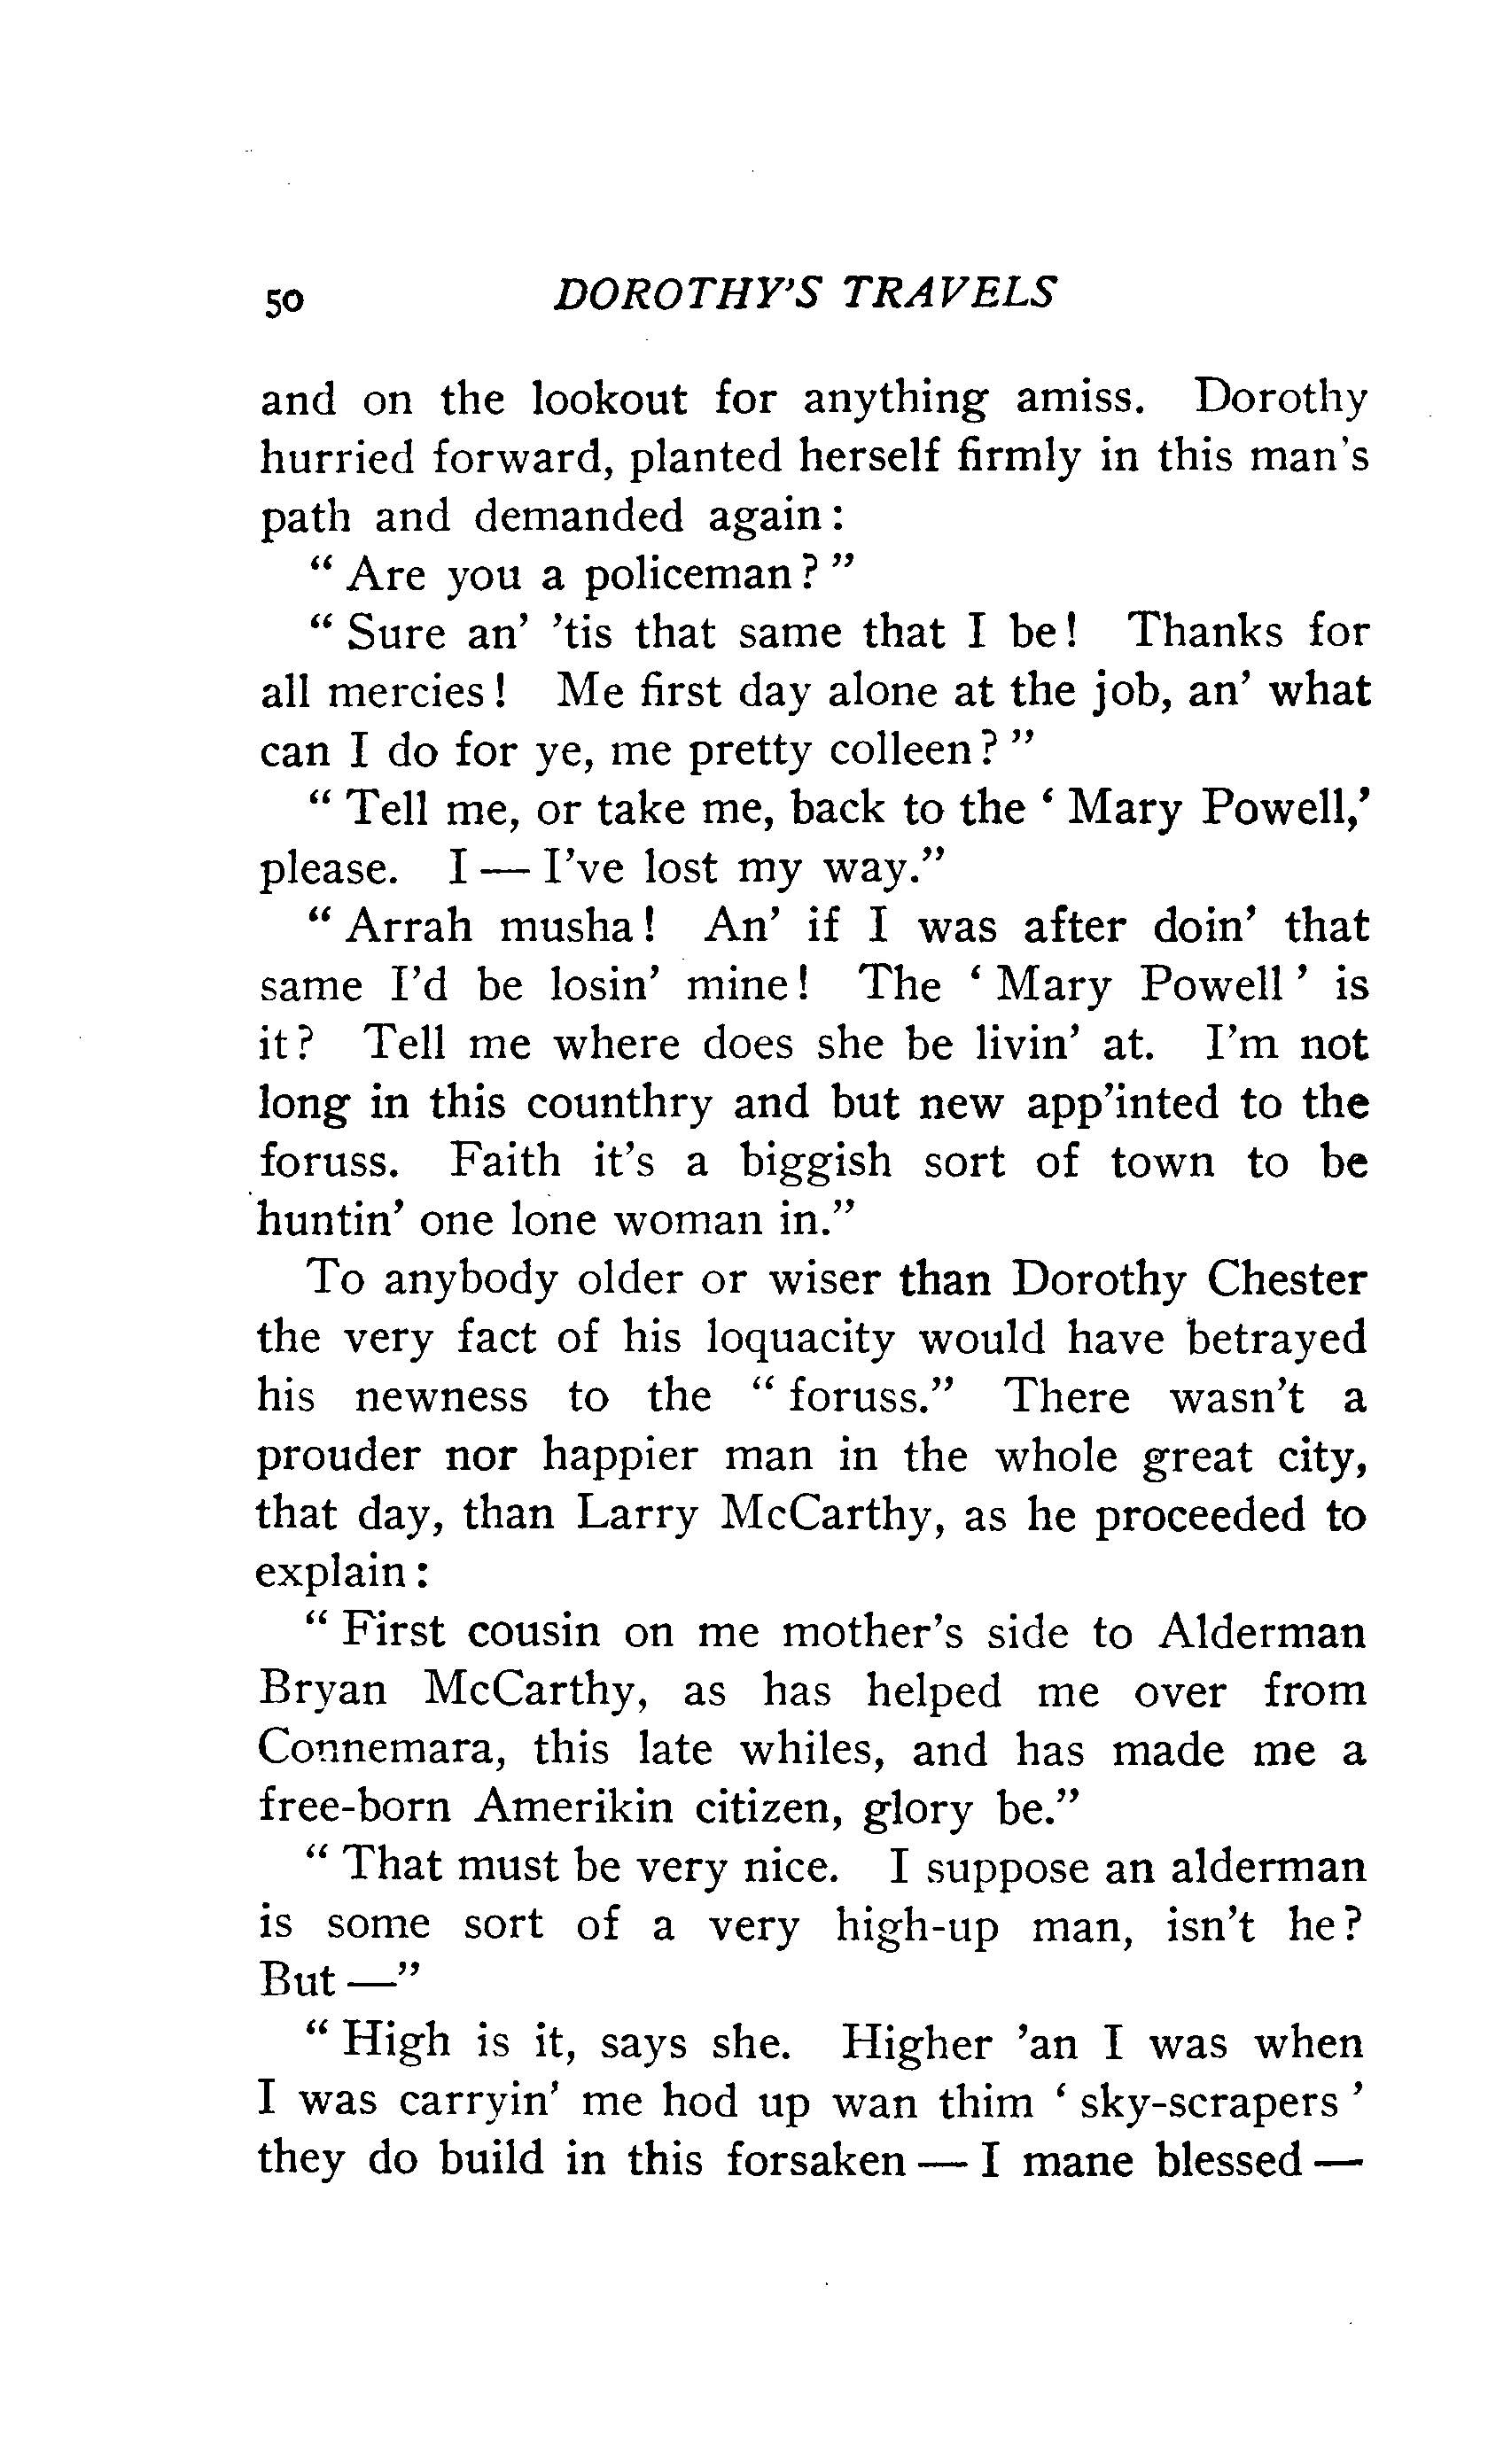 50 DOROTHY'S TRAVELS
and on the lookout for anything amiss. Dorothy
hurried forward, planted herself firmly in this man's
path and demanded again:
"Are you a policeman?"
"Sure an' 'tis that same that I be! Thanks for
all mercies! Me first day alone at the job, an' what
can I do for ye, me pretty colleen?"
"Tell me, or take me, back to the 'Mary Powell,'
please. I — I've lost my way."
"Arrah musha! An' if I was after doin' that
same I'd be losin' mine! The 'Mary Powell' is
it? Tell me where does she be livin' at. I'm not
long in this counthry and but new app'inted to the
foruss. Faith it's a biggish sort of town to be
huntin' one lone woman in."
To anybody older or wiser than Dorothy Chester
the very fact of his loquacity would have betrayed
his newness to the "foruss." There wasn't a
prouder nor happier man in the whole great city,
that day, than Larry McCarthy, as he proceeded to
explain:
"First cousin on me mother's side to Alderman
Bryan McCarthy, as has helped me over from
Connemara, this late whiles, and has made me a
free-born Amerikin citizen, glory be."
"That must be very nice. I suppose an alderman
is some sort of a very high-up man, isn't he?
But —"
"High is it, says she. Higher 'an I was when
I was carryin' me hod up wan thim 'sky-scrapers'
they do build in this forsaken — I mane blessed —